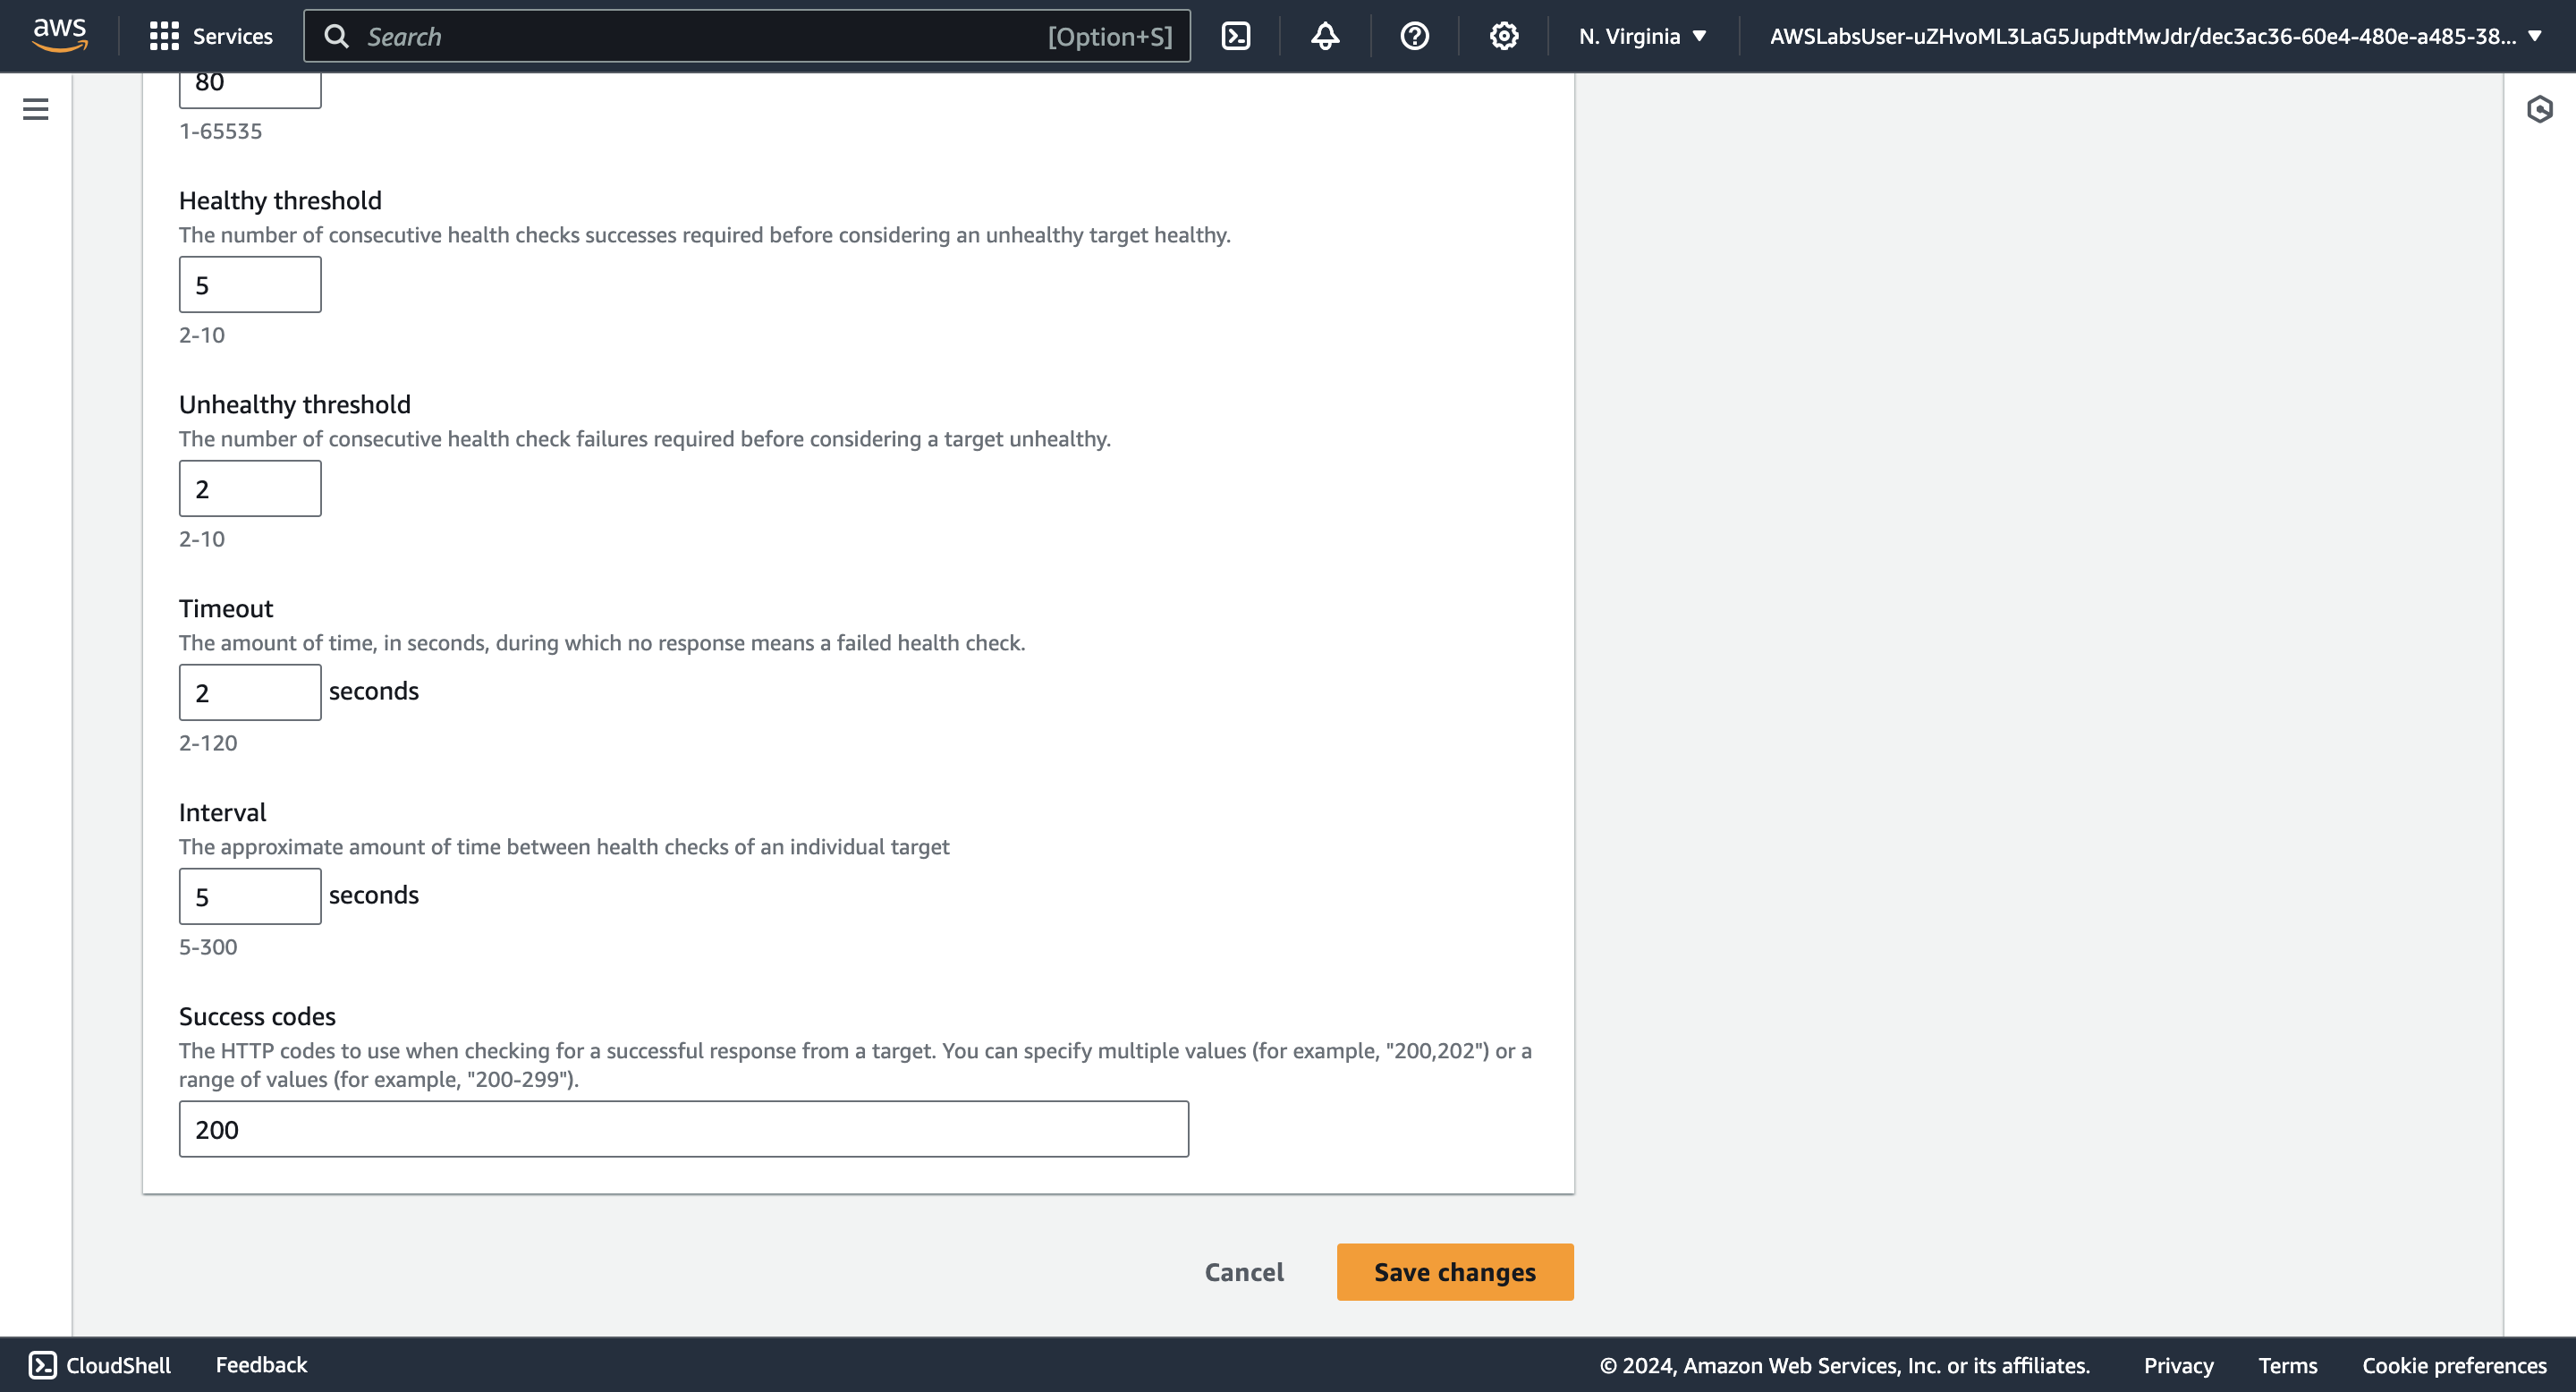 aws
Services
Search
[Option+S]
N. Virginia
AWSLabsUser-uZHvoML3LaG5JupdtMwJdr/dec3ac36-60e4-480e-a485-38...
80
1-65535
Healthy threshold
The number of consecutive health checks successes required before considering an unhealthy target healthy.
5
2-10
Unhealthy threshold
The number of consecutive health check failures required before considering a target unhealthy.
2
2-10
Timeout
The amount of time, in seconds, during which no response means a failed health check.
2 seconds
2-120
Interval
The approximate amount of time between health checks of an individual target
5 seconds
5-300
Success codes
The HTTP codes to use when checking for a successful response from a target. You can specify multiple values (for example, "200,202") or a
range of values (for example, "200-299").
200
Cancel
Save changes
CloudShell
Feedback
© 2024, Amazon Web Services, Inc. or its affiliates.
Privacy
Terms
Cookie preferences